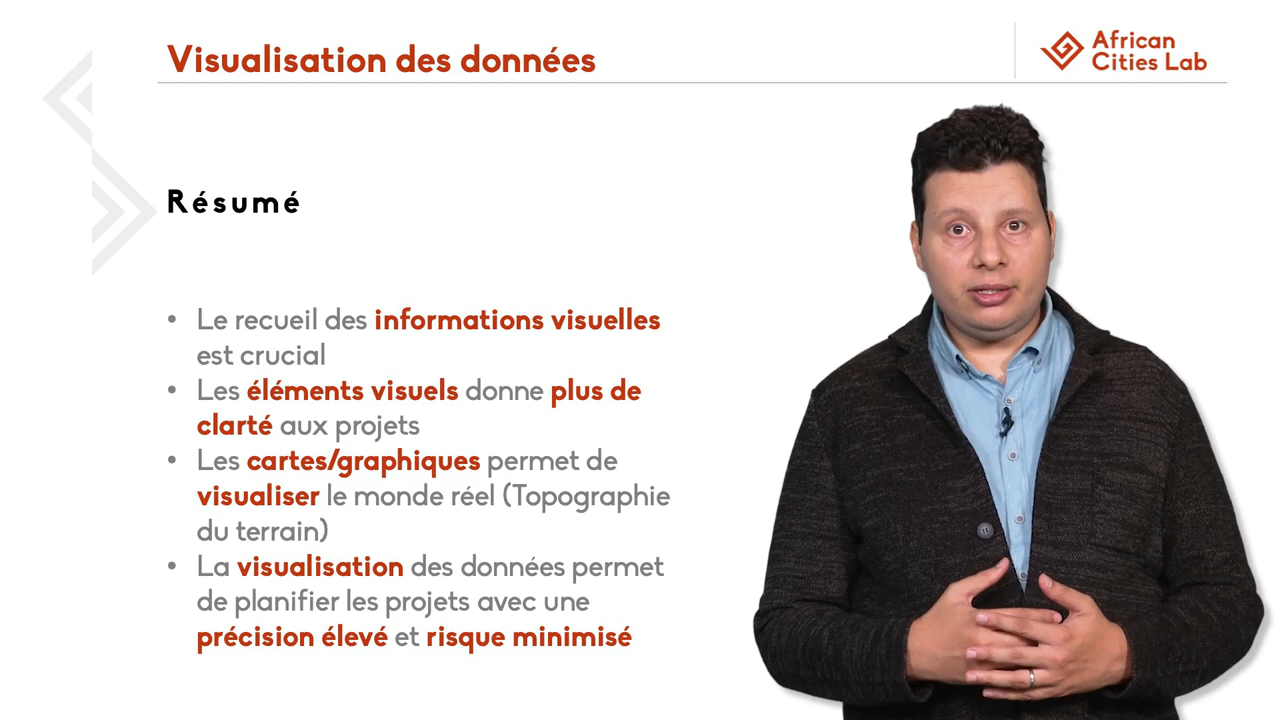 Visualisation des données
African
Cities Lab
Résumé
• Le recueil des informations visuelles
est crucial
• Les éléments visuels donne plus de
clarté aux projets
• Les cartes/graphiques permet de
visualiser le monde réel (Topographie
du terrain)
• La visualisation des données permet
de planifier les projets avec une
précision élevé et risque minimisé